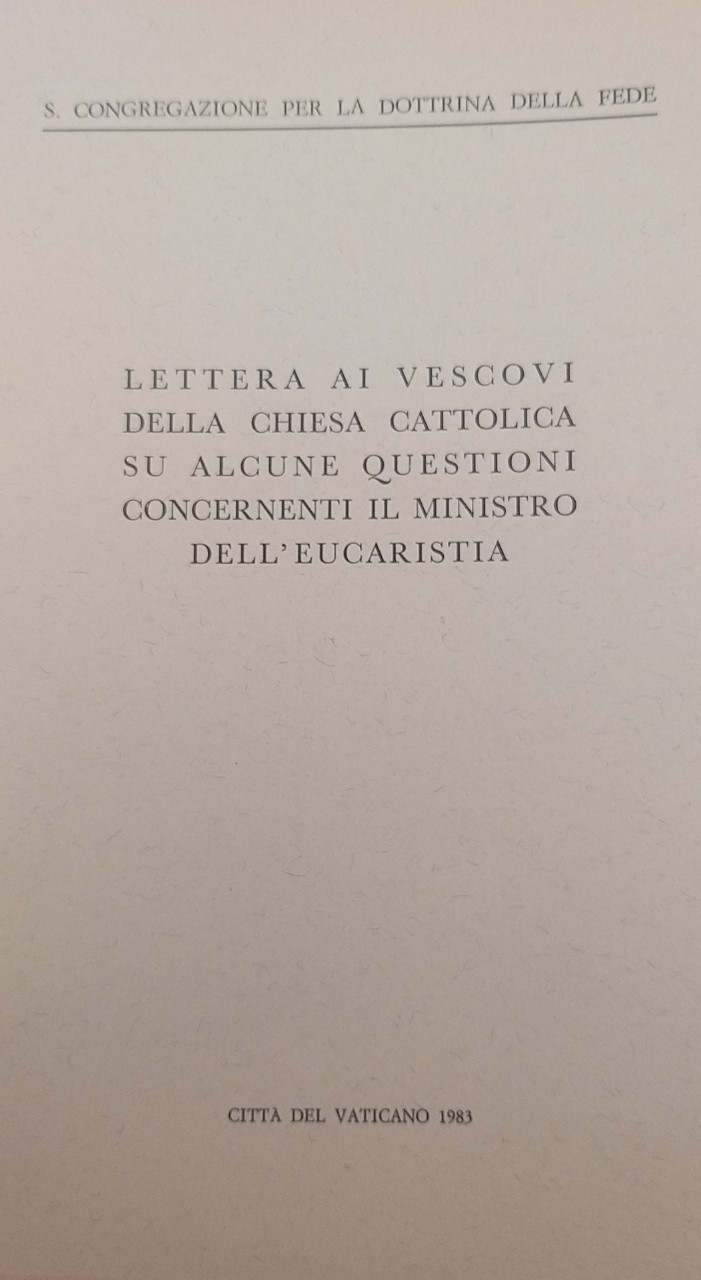 S. CONGREGAZIONE PER LA DOTTRINA DELLA FEDE
LETTERA AI VESCOVI
DELLA CHIESA CATTOLICA
SU ALCUNE QUESTIONI
CONCERNENTI IL MINISTRO
DELL’EUCARISTIA
CITTÀ DEL VATICANO 1983